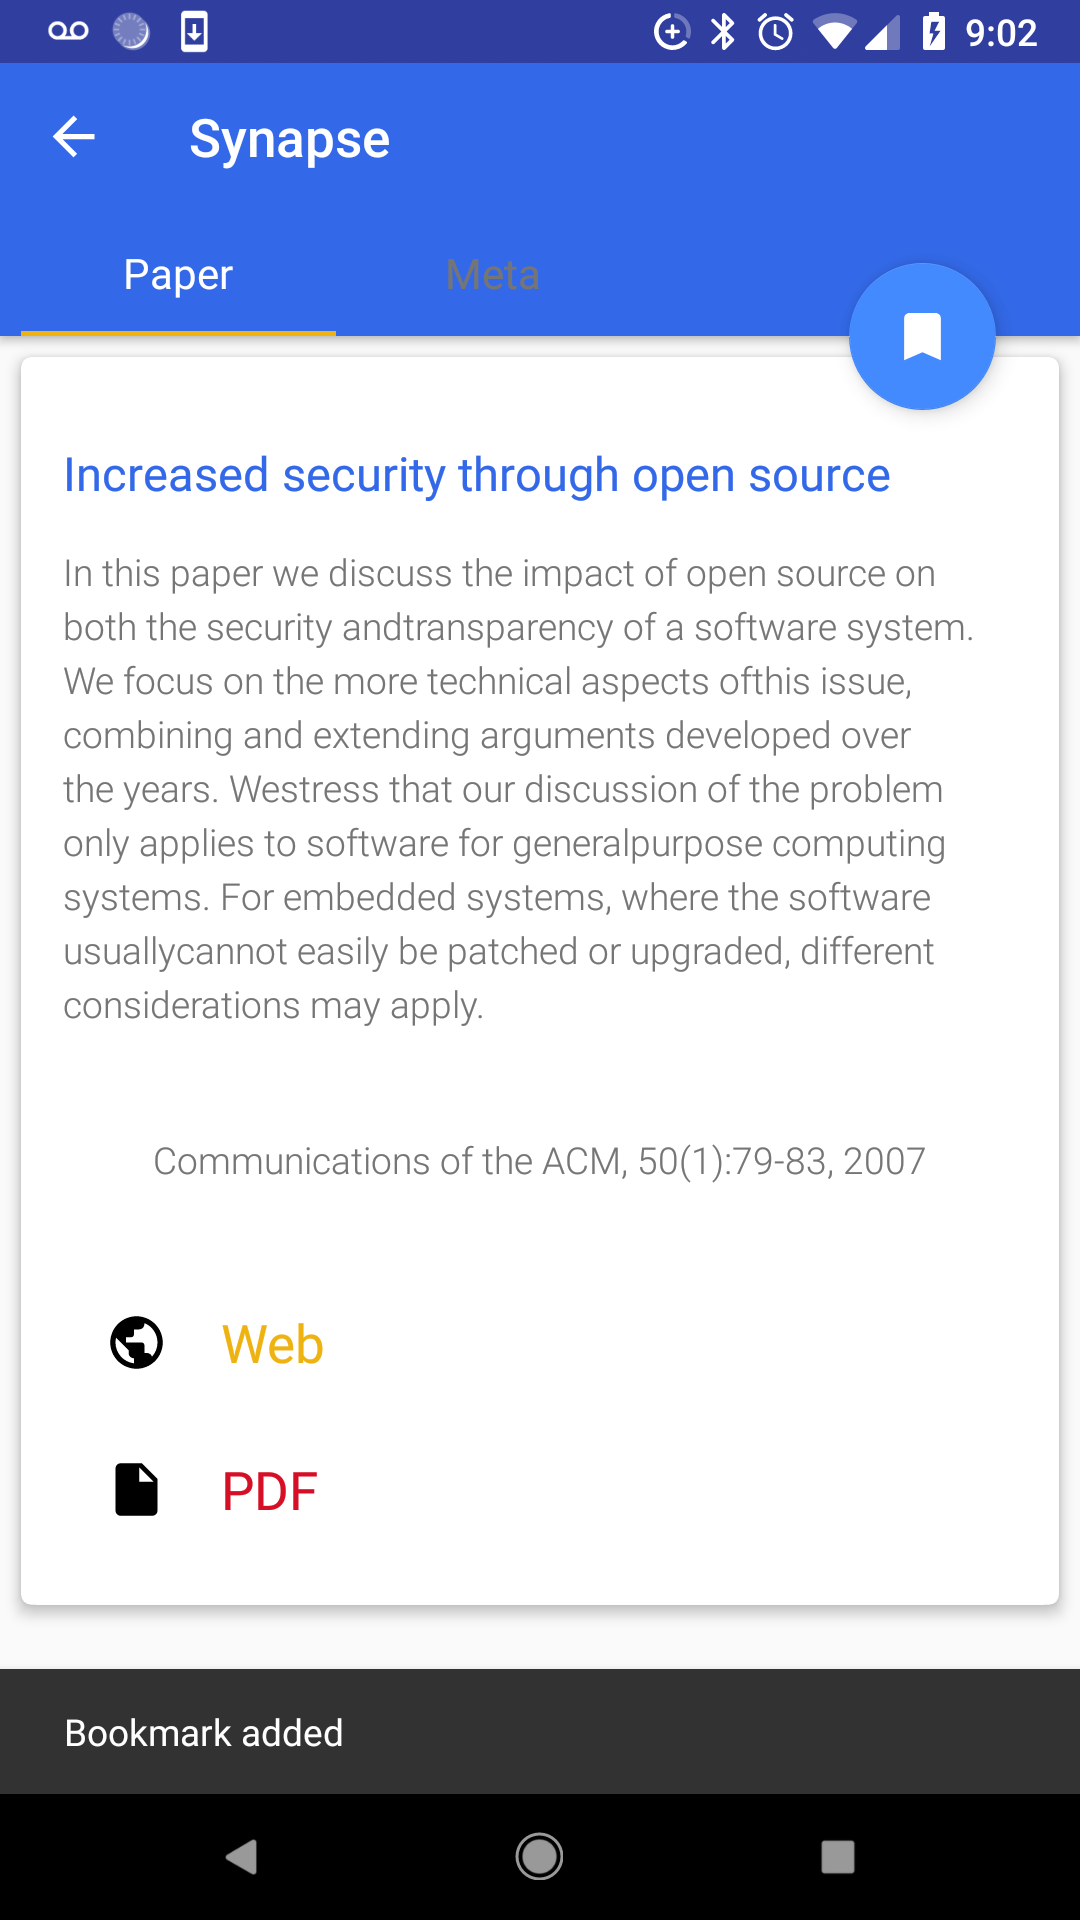 9:02
Synapse
Paper Meta
Increased security through open source
In this paper we discuss the impact of open source on
both the security andtransparency of a software system.
We focus on the more technical aspects ofthis issue,
combining and extending arguments developed over
the years. Westress that our discussion of the problem
only applies to software for generalpurpose computing
systems. For embedded systems, where the software
usuallycannot easily be patched or upgraded, different
considerations may apply.
Communications of the ACM, 50(1):79-83, 2007
Web
PDF
Bookmark added